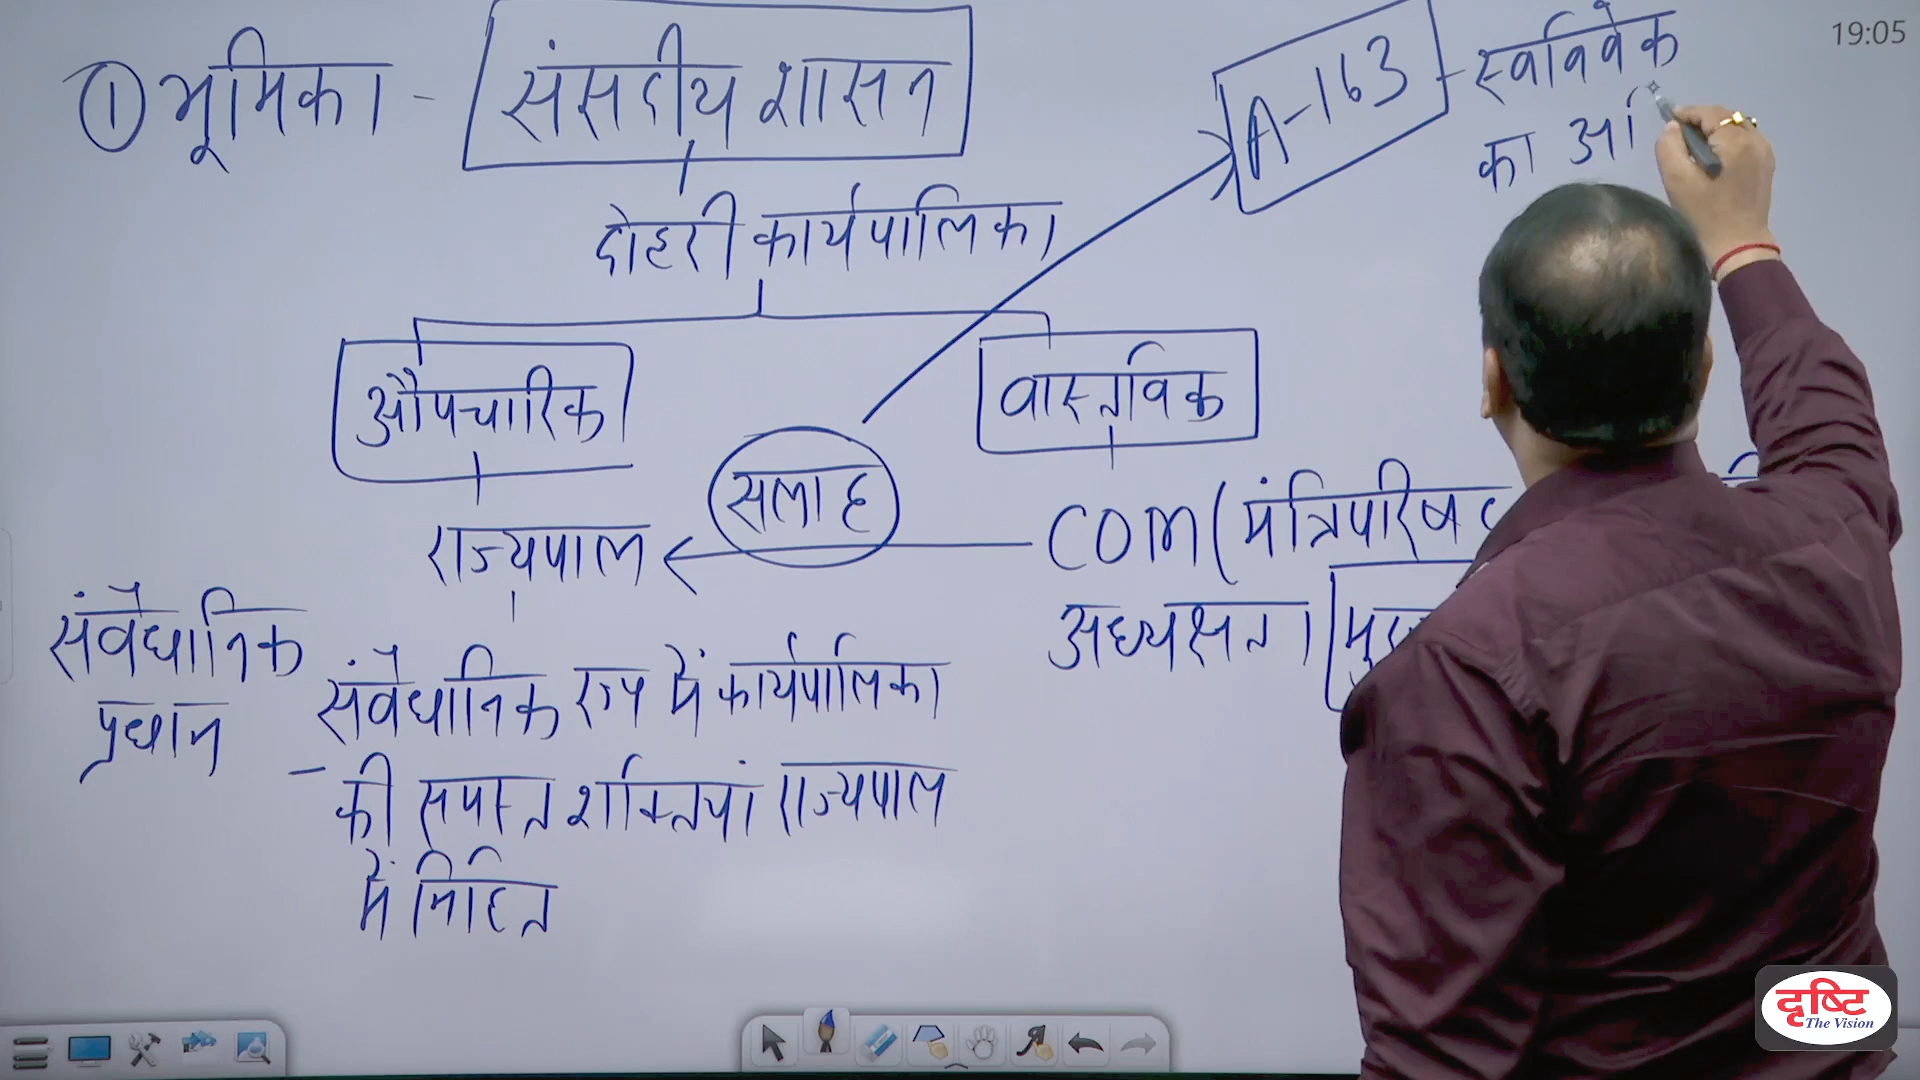 19:05
① भूमिका - संसदीय शासन
A-163 - स्वविवेक
का
दोहरी कार्यपालिका
औपचारिक
वास्तविक
सलाह
राज्यपाल
COM (मंत्रिपरिषद
अध्यक्षता
संवैधानिक
प्रधान
संवैधानिक रूप में कार्यपालिका
की समस्त शक्तियां राज्यपाल
में निहित
दृष्टि
The Vision